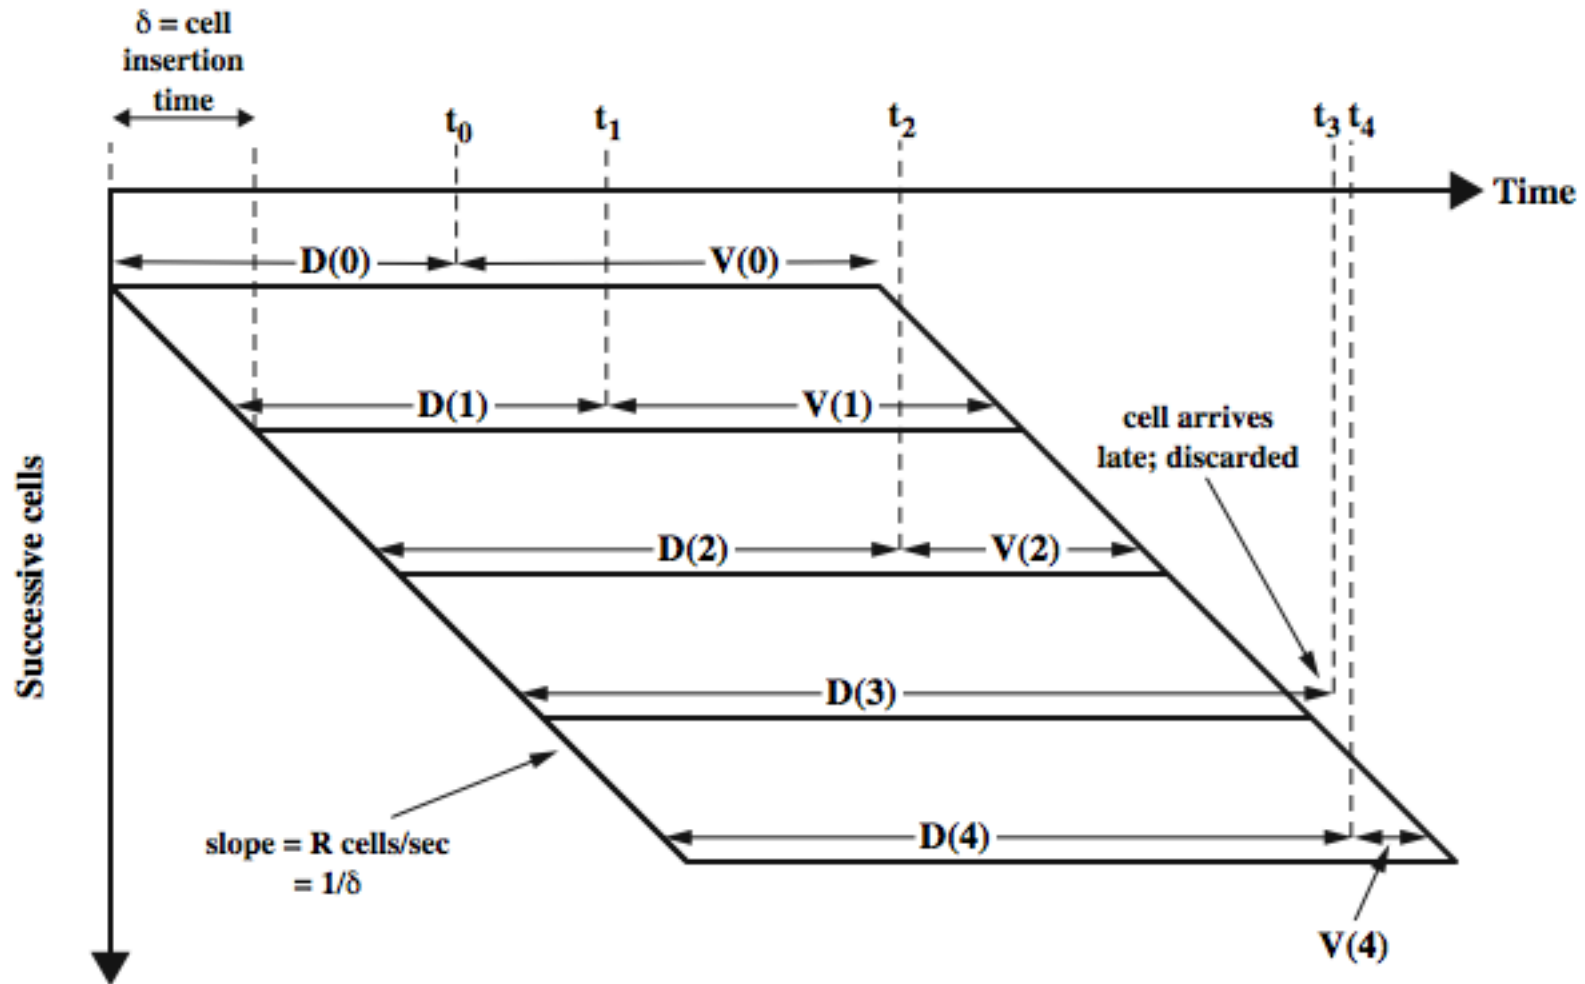 δ = cell
insertion
time
t0
t1
t2
t3 t4
Time
D(0)
V(0)
D(1)
V(1)
cell arrives
late; discarded
D(2)
V(2)
Successive cells
D(3)
slope = R cells/sec
= 1/δ
D(4)
V(4)